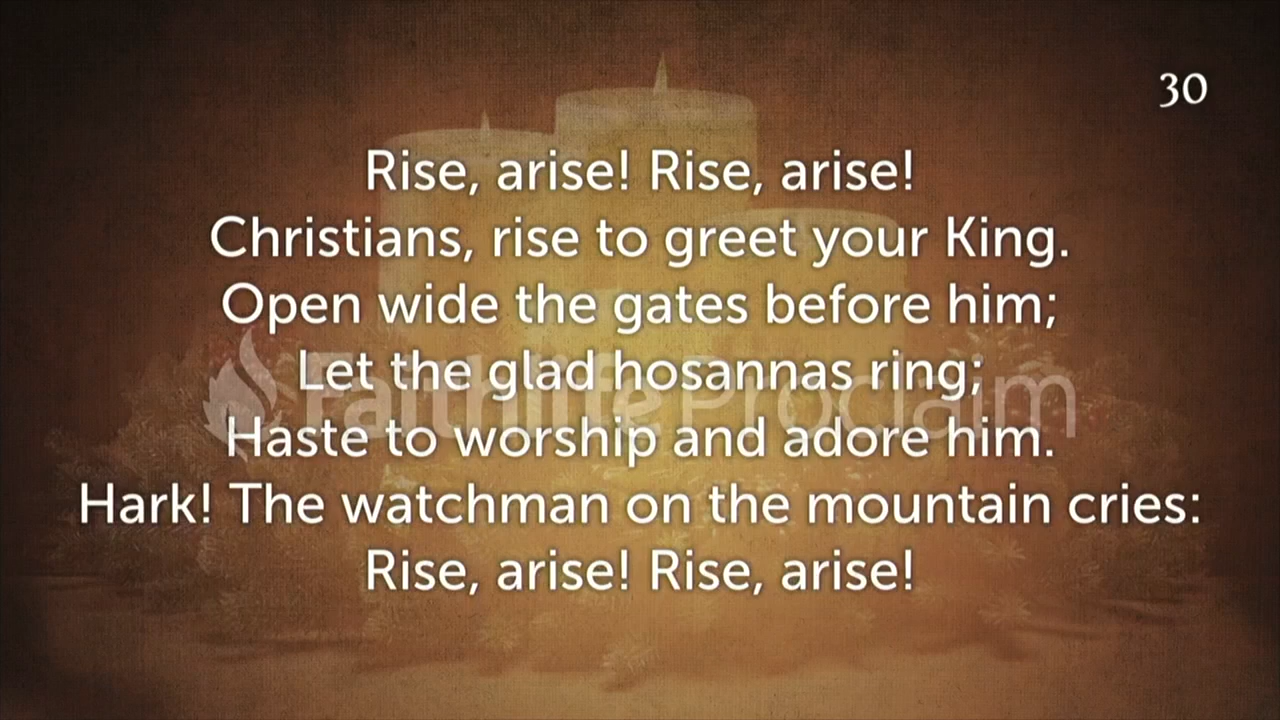 30
Rise, arise! Rise, arise!
Christians, rise to greet your King.
Open wide the gates before him;
Let the glad hosannas ring;
Faithlife Proclaim
Haste to worship and adore him.
Hark! The watchman on the mountain cries:
Rise, arise! Rise, arise!